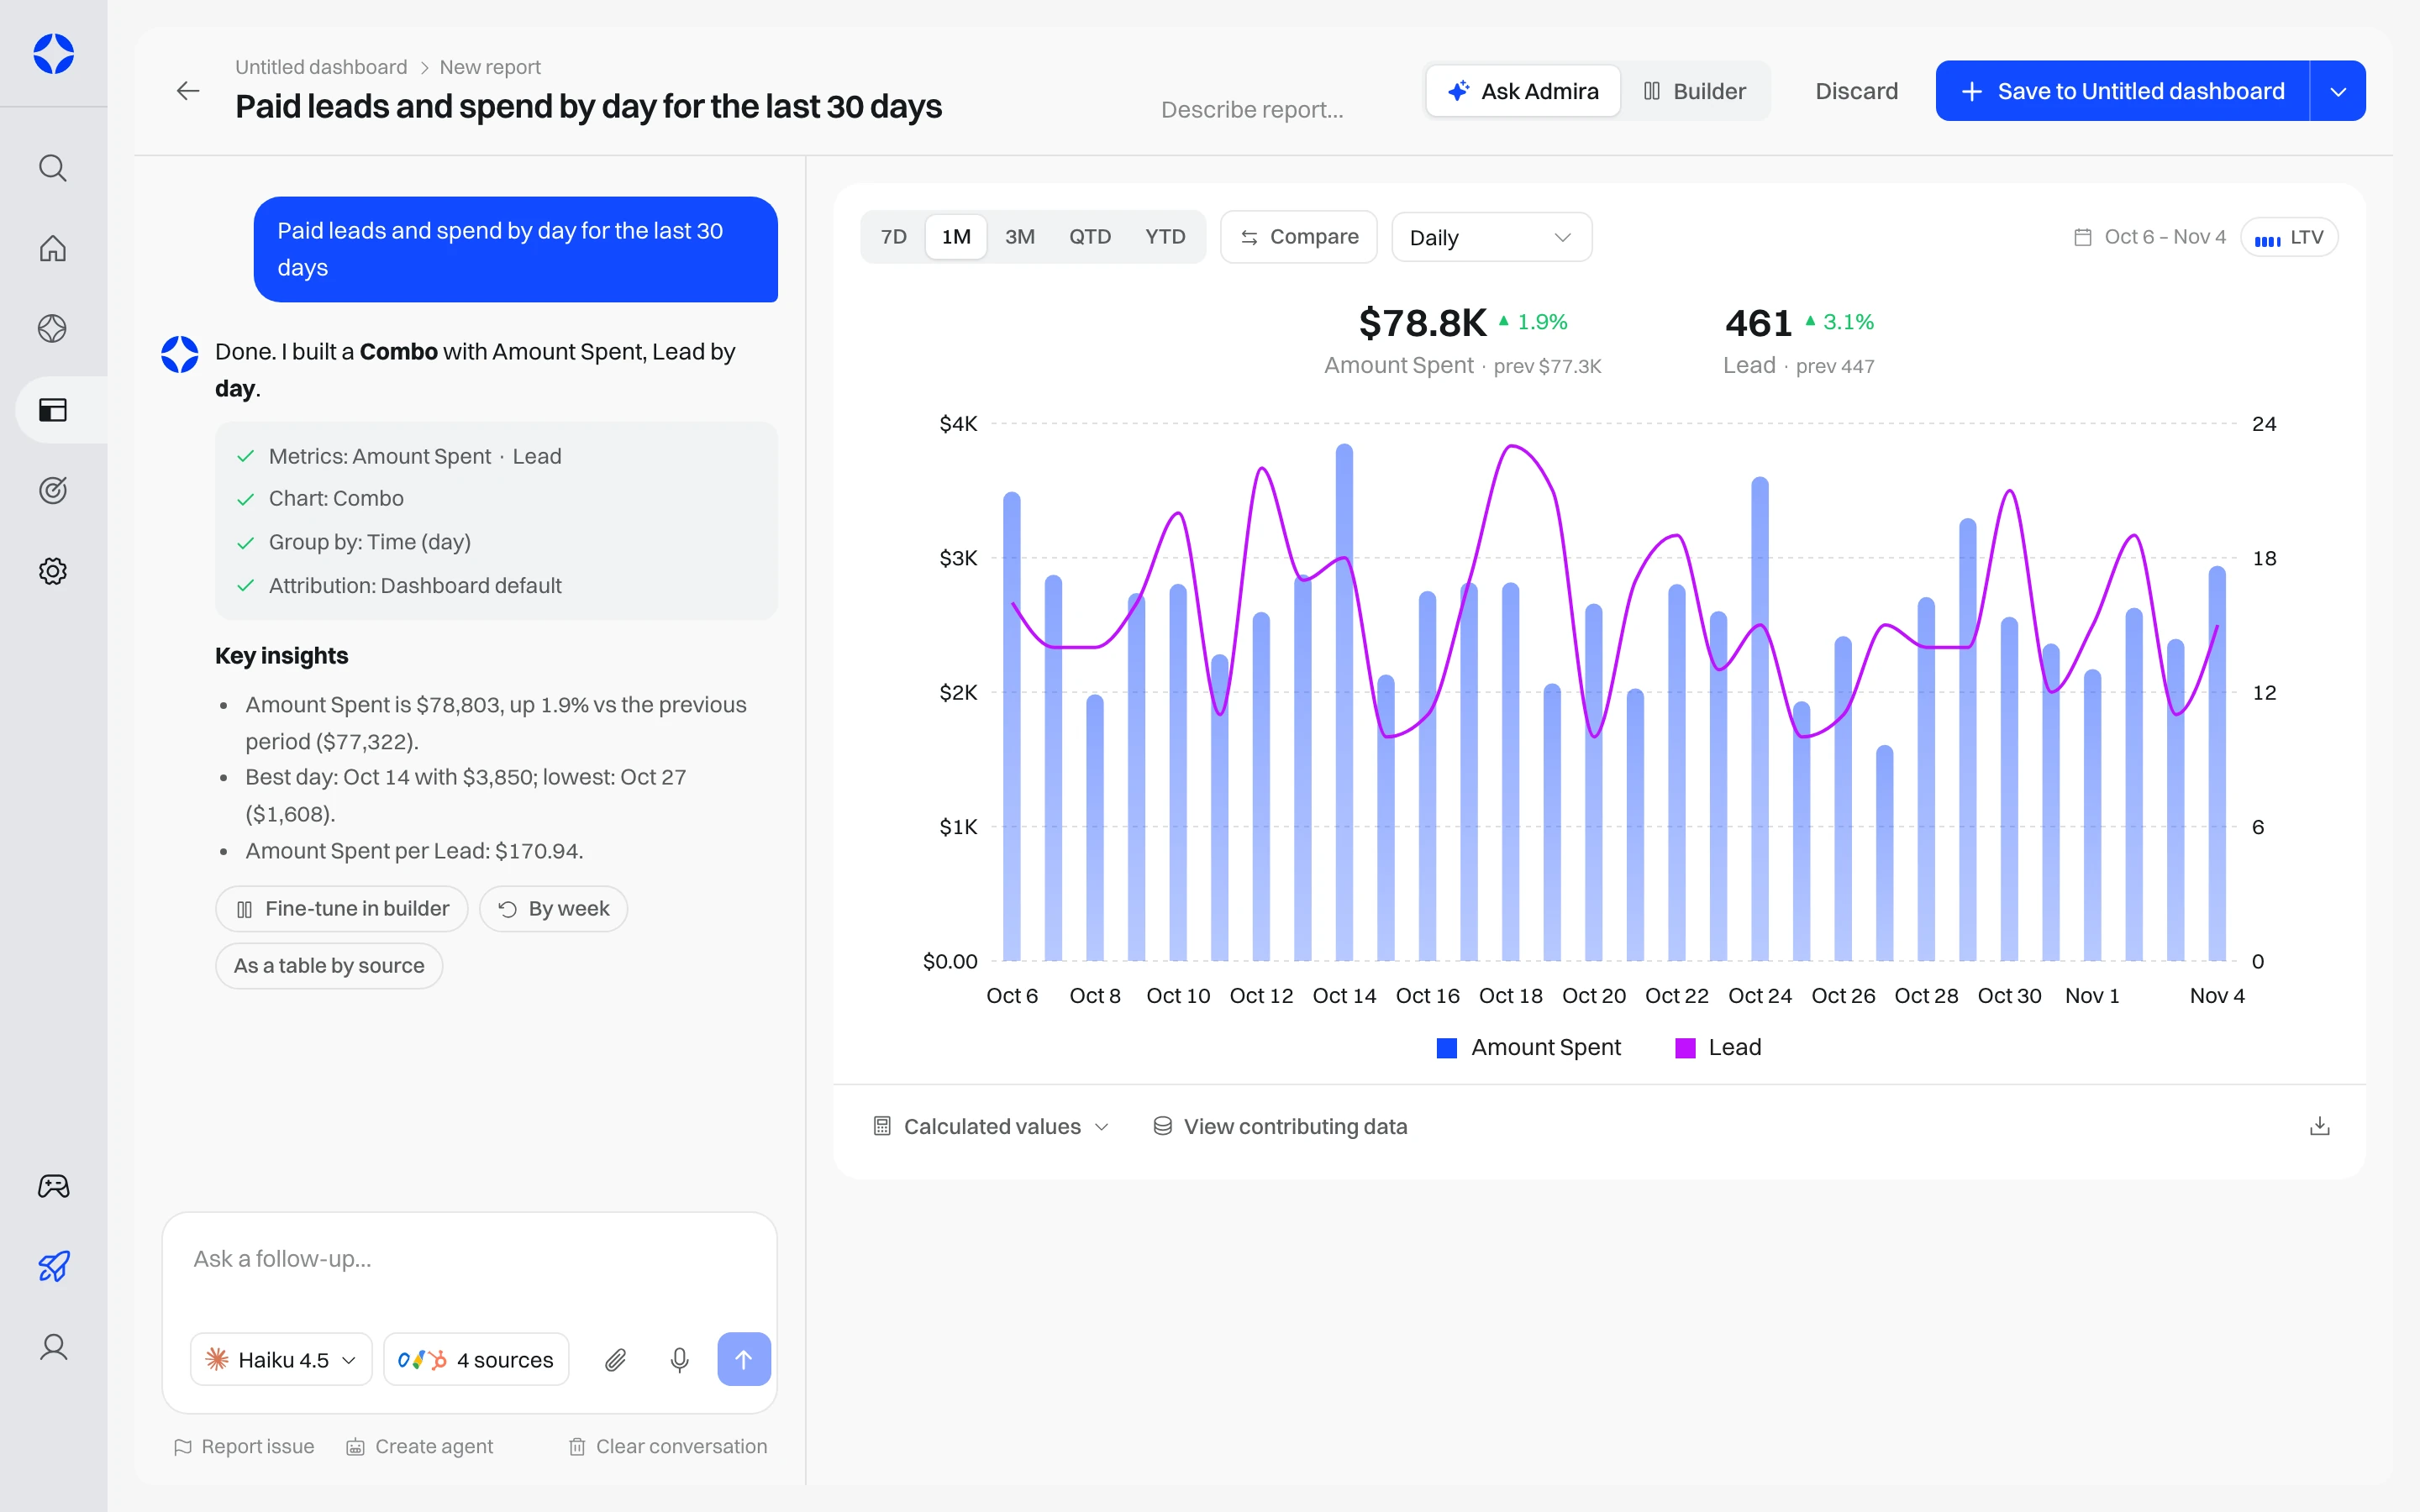 Untitled dashboard > New report
Paid leads and spend by day for the last 30 days
Describe report...
Ask Admira
Builder
Discard
Save to Untitled dashboard
Paid leads and spend by day for the last 30
days
Done. I built a Combo with Amount Spent, Lead by
day.
Metrics: Amount Spent · Lead
Chart: Combo
Group by: Time (day)
Attribution: Dashboard default
Key insights
• Amount Spent is $78,803, up 1.9% vs the previous
period ($77,322).
• Best day: Oct 14 with $3,850; lowest: Oct 27
($1,608).
• Amount Spent per Lead: $170.94.
Fine-tune in builder
By week
As a table by source
Ask a follow-up...
Haiku 4.5
4 sources
Report issue
Create agent
Clear conversation
7D 1M 3M QTD YTD
Compare
Daily
Oct 6 – Nov 4
LTV
$78.8K ▲ 1.9%
Amount Spent · prev $77.3K
461 ▲ 3.1%
Lead · prev 447
$4K
$3K
$2K
$1K
$0.00
24
18
12
6
0
Oct 6 Oct 8 Oct 10 Oct 12 Oct 14 Oct 16 Oct 18 Oct 20 Oct 22 Oct 24 Oct 26 Oct 28 Oct 30 Nov 1 Nov 4
Amount Spent
Lead
Calculated values
View contributing data